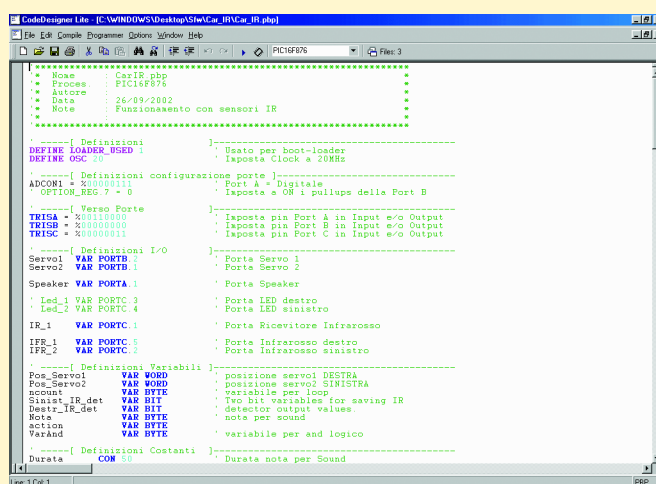 CodeDesigner Lite - [C:\WINDOWS\Desktop\Sfw\Car_IR\Car_IR.pbp]
File Edit Compile Programmer Options Window Help
PIC16F876 Files: 3
'****************************************************************
'* Nome : CarIR.pbp *
'* Proces. : PIC16F876 *
'* Autore : *
'* Data : 26/09/2002 *
'* Note : Funzionamento con sensori IR *
'* : *
'****************************************************************
' -----[ Definizioni ]-----------------------------------
DEFINE LOADER_USED 1 ' Usato per boot-loader
DEFINE OSC 20 ' Imposta Clock a 20MHz
' -----[ Definizioni configurazione porte ]--------------------------
ADCON1 = %00000111 ' Port A = Digitale
' OPTION_REG.7 = 0 ' Imposta a ON i pullups della Port B
' -----[ Verso Porte ]-----------------------------------
TRISA = %00110000 ' Imposta pin Port A in Input e/o Output
TRISB = %00000000 ' Imposta pin Port B in Input e/o Output
TRISC = %00000011 ' Imposta pin Port C in Input e/o Output
' -----[ Definizioni I/O ]-----------------------------------
Servo1 VAR PORTB.2 ' Porta Servo 1
Servo2 VAR PORTB.1 ' Porta Servo 2
Speaker VAR PORTA.1 ' Porta Speaker
' Led_1 VAR PORTC.3 ' Porta LED destro
' Led_2 VAR PORTC.4 ' Porta LED sinistro
IR_1 VAR PORTC.1 ' Porta Ricevitore Infrarosso
IFR_1 VAR PORTC.5 ' Porta Infrarosso destro
IFR_2 VAR PORTC.2 ' Porta Infrarosso sinistro
' -----[ Definizioni Variabili ]-----------------------------------
Pos_Servo1 VAR WORD ' posizione servo1 DESTRA
Pos_Servo2 VAR WORD ' posizione servo2 SINISTRA
ncount VAR BYTE ' variabile per loop
Sinist_IR_det VAR BIT ' Two bit variables for saving IR
Destr_IR_det VAR BIT ' detector output values.
Nota VAR BYTE ' nota per sound
action VAR BYTE
VarAnd VAR BYTE ' variabile per and logico
' -----[ Definizioni Costanti ]-----------------------------------
Durata CON 50 ' Durata nota per Sound
Line: 1 Col: 1 PBP